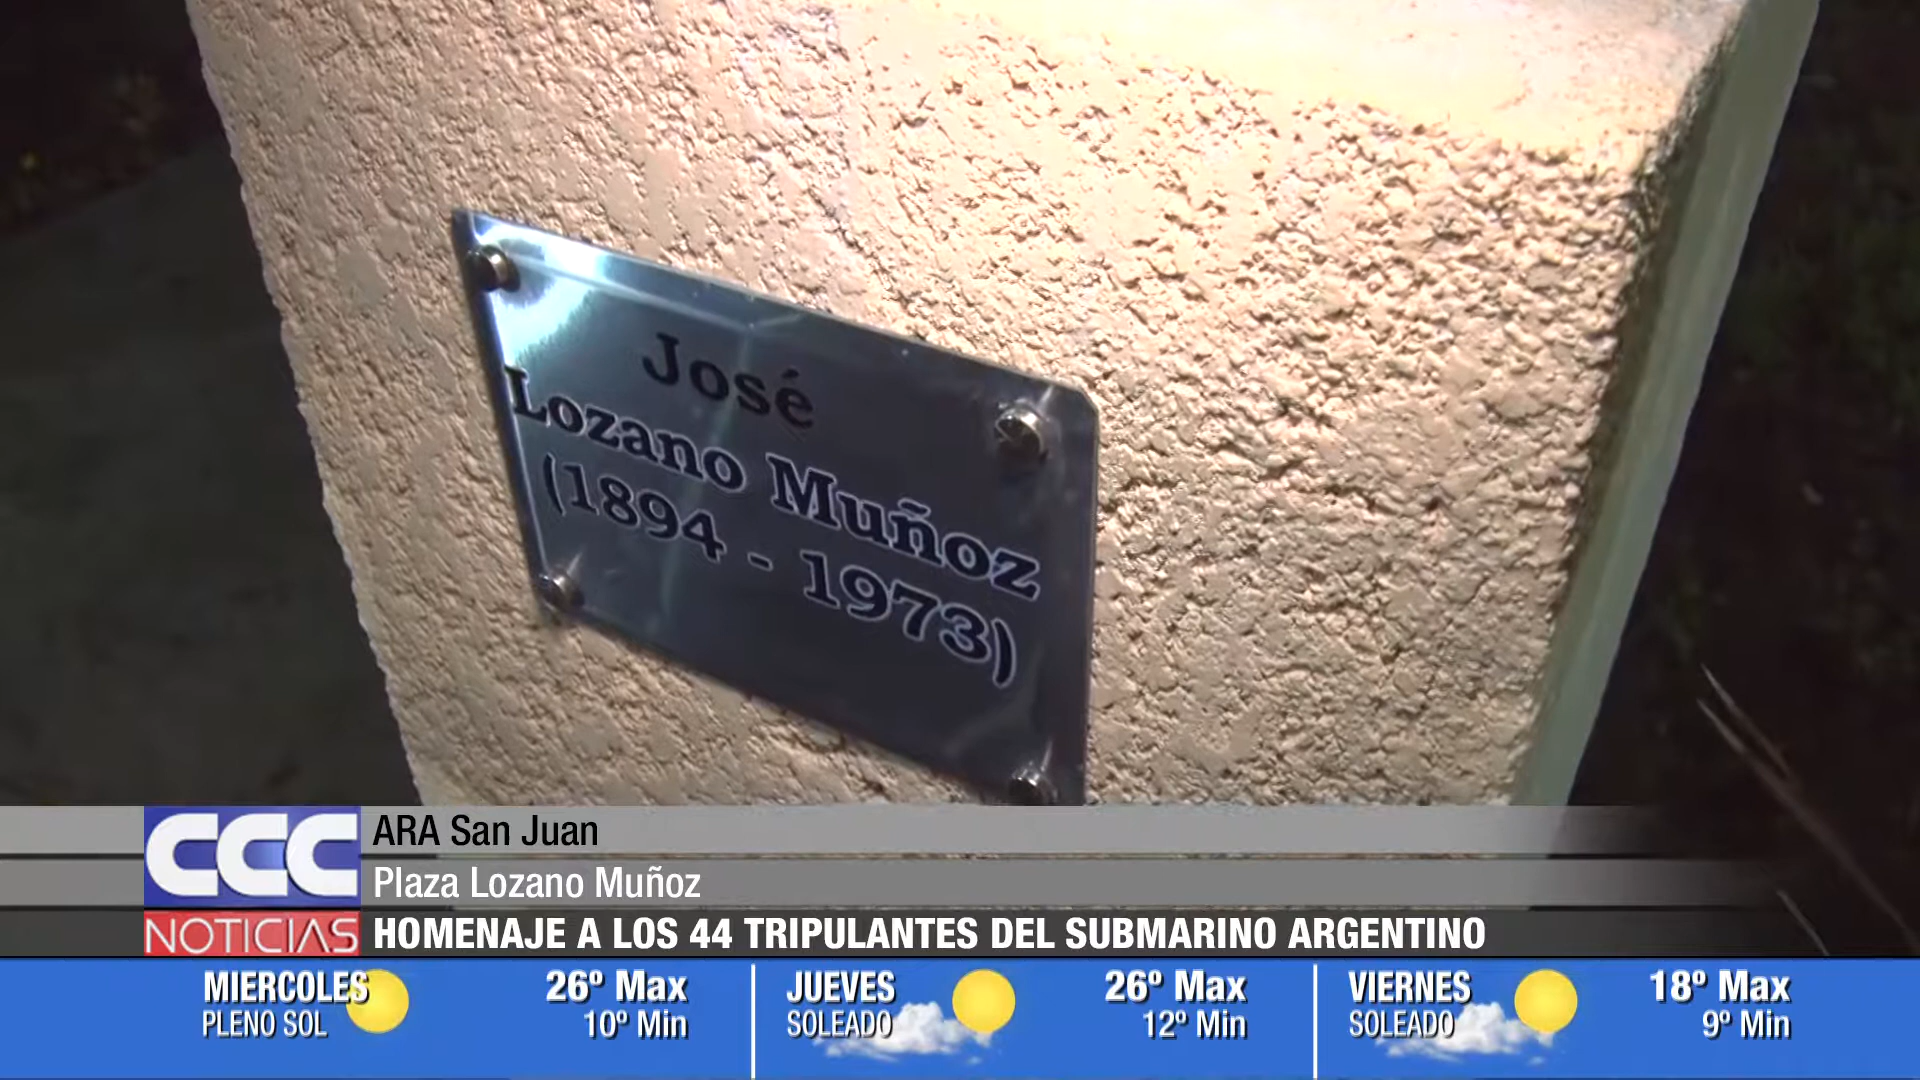 José
Lozano Muñoz
(1894 - 1973)
CCC
NOTICIAS
ARA San Juan
Plaza Lozano Muñoz
HOMENAJE A LOS 44 TRIPULANTES DEL SUBMARINO ARGENTINO
MIERCOLES
PLENO SOL
26º Max
10º Min
JUEVES
SOLEADO
26º Max
12º Min
VIERNES
SOLEADO
18º Max
9º Min